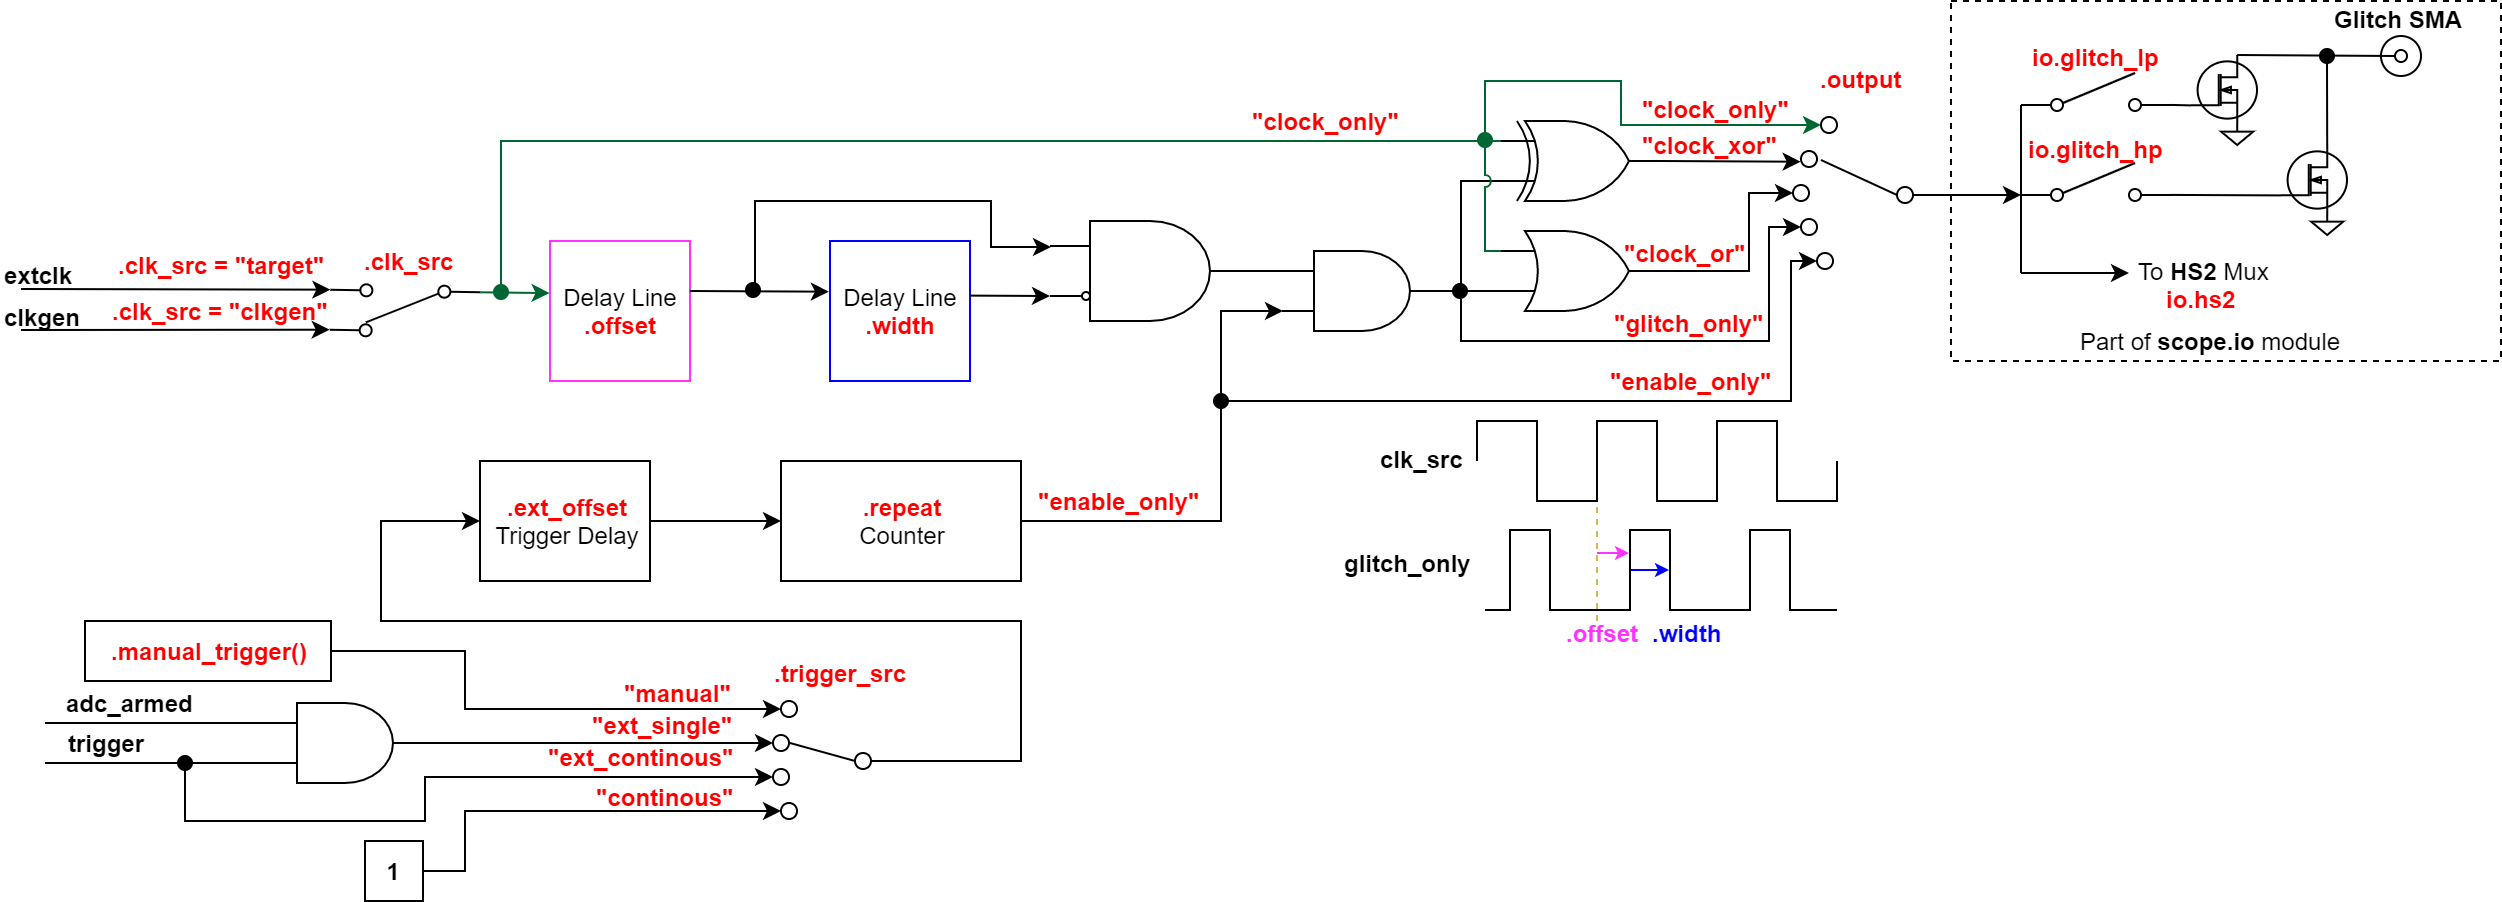 Glitch SMA
io.glitch_lp
.output
"clock_only"
"clock_only"
"clock_xor"
io.glitch_hp
extclk
.clk_src = "target"
.clk_src
"clock_or"
To HS2 Mux
io.hs2
clkgen
.clk_src = "clkgen"
Delay Line
.offset
Delay Line
.width
"glitch_only"
Part of scope.io module
"enable_only"
clk_src
.ext_offset
Trigger Delay
.repeat
Counter
"enable_only"
glitch_only
.offset
.width
.manual_trigger()
.trigger_src
"manual"
adc_armed
"ext_single"
trigger
"ext_continous"
"continous"
1